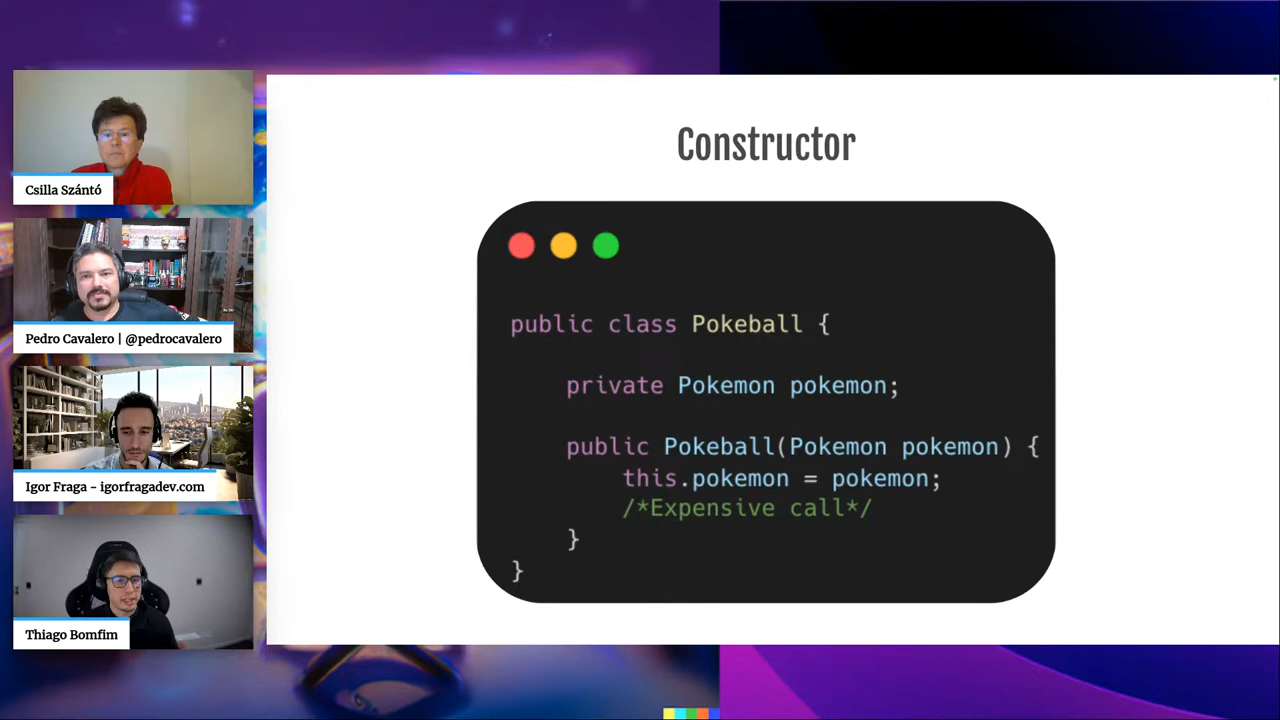 Csilla Szántó
Pedro Cavalero | @pedrocavalero
Igor Fraga - igorfragadev.com
Thiago Bomfim
Constructor
public class Pokeball {
private Pokemon pokemon;
public Pokeball(Pokemon pokemon) {
this.pokemon = pokemon;
/*Expensive call*/
}
}